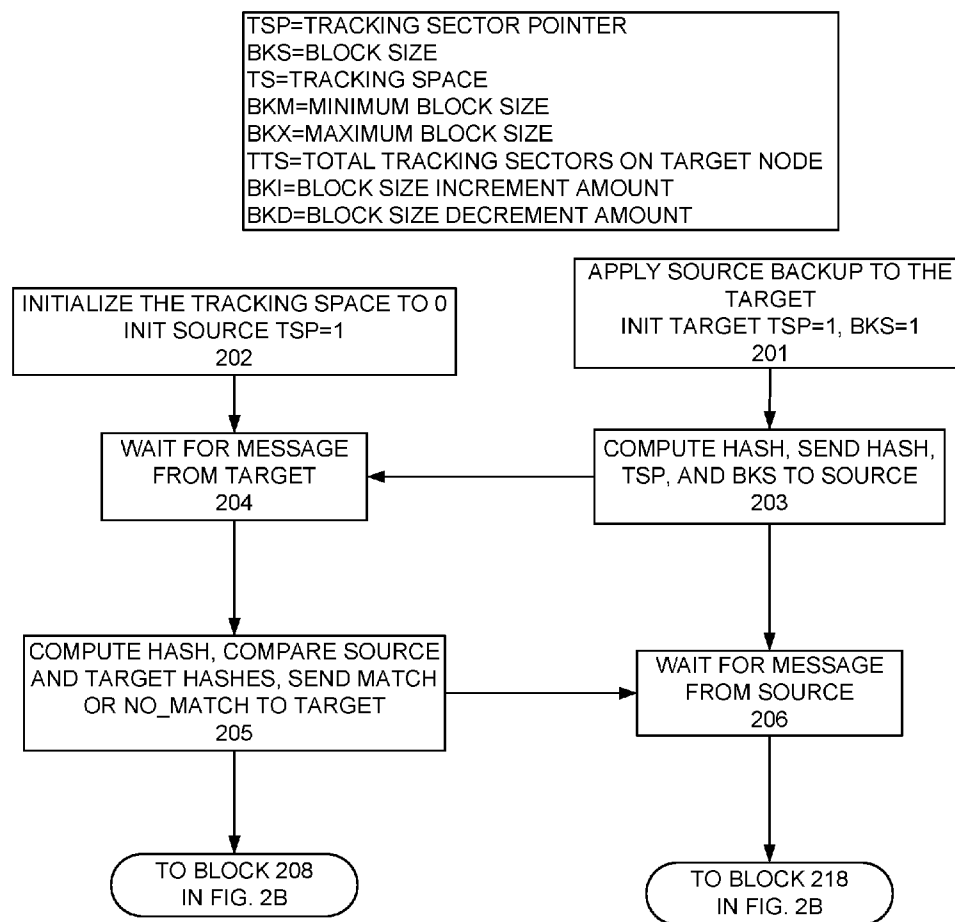 TSP=TRACKING SECTOR POINTER
BKS=BLOCK SIZE
TS=TRACKING SPACE
BKM=MINIMUM BLOCK SIZE
BKX=MAXIMUM BLOCK SIZE
TTS=TOTAL TRACKING SECTORS ON TARGET NODE
BKI=BLOCK SIZE INCREMENT AMOUNT
BKD=BLOCK SIZE DECREMENT AMOUNT
INITIALIZE THE TRACKING SPACE TO 0
INIT SOURCE TSP=1
202
APPLY SOURCE BACKUP TO THE
TARGET
INIT TARGET TSP=1, BKS=1
201
WAIT FOR MESSAGE
FROM TARGET
204
COMPUTE HASH, SEND HASH,
TSP, AND BKS TO SOURCE
203
COMPUTE HASH, COMPARE SOURCE
AND TARGET HASHES, SEND MATCH
OR NO_MATCH TO TARGET
205
WAIT FOR MESSAGE
FROM SOURCE
206
TO BLOCK 208
IN FIG. 2B
TO BLOCK 218
IN FIG. 2B